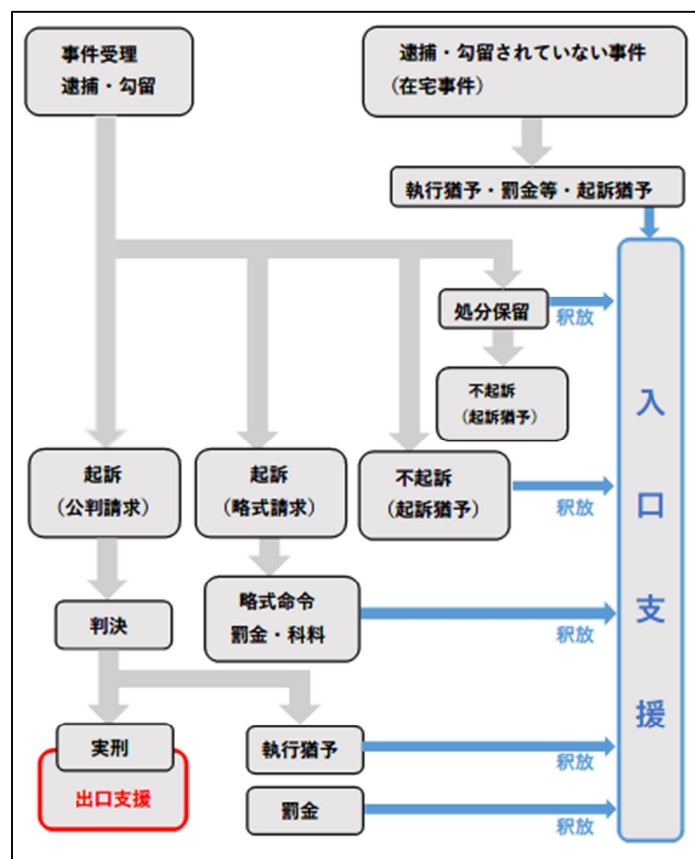 事件受理
逮捕・勾留
逮捕・勾留されていない事件
（在宅事件）
執行猶予・罰金等・起訴猶予
処分保留
釈放
不起訴
（起訴猶予）
起訴
（公判請求）
起訴
（略式請求）
不起訴
（起訴猶予）
釈放
判決
略式命令
罰金・科料
釈放
実刑
出口支援
執行猶予
釈放
罰金
釈放
入口支援